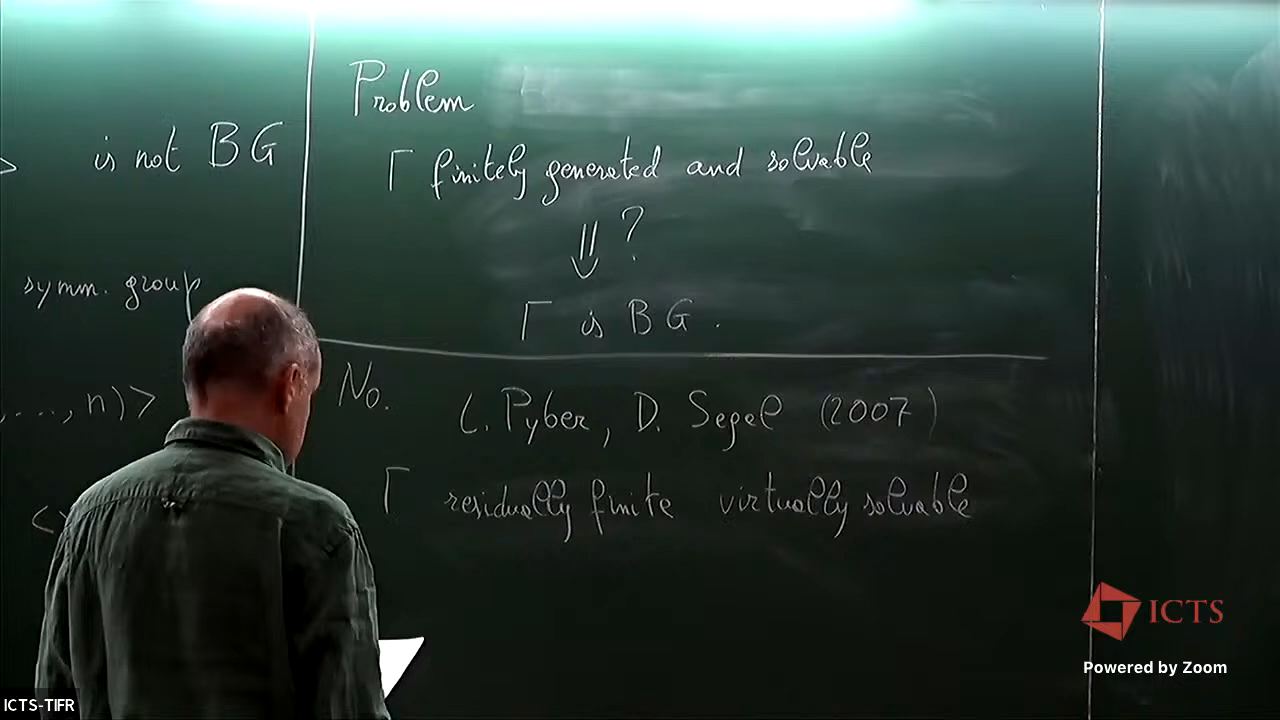 is not BG
symm. group
, ..., n)>
Problem
Γ finitely generated and solvable
⇓ ?
Γ is BG.
No. L. Pyber, D. Segal (2007)
Γ residually finite virtually solvable
ICTS
Powered by Zoom
ICTS-TIFR